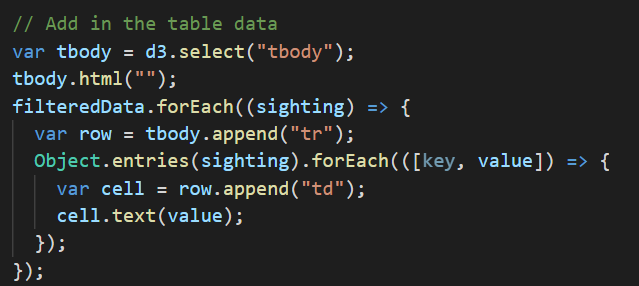 // Add in the table data
var tbody = d3.select("tbody");
tbody.html("");
filteredData.forEach((sighting) => {
  var row = tbody.append("tr");
  Object.entries(sighting).forEach(([key, value]) => {
    var cell = row.append("td");
    cell.text(value);
  });
});